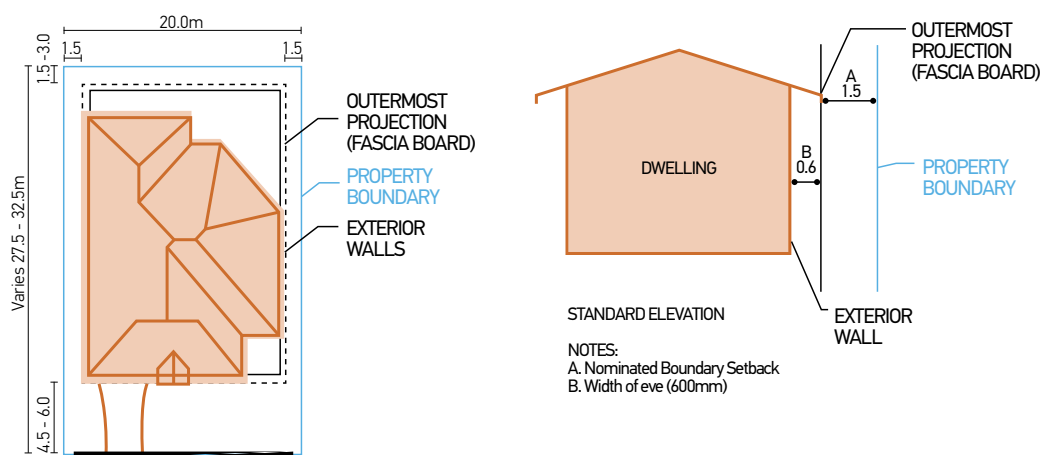 20.0m
1.5
1.5
1.5 -3.0
Varies 27.5 - 32.5m
4.5 - 6.0
OUTERMOST
PROJECTION
(FASCIA BOARD)
PROPERTY
BOUNDARY
EXTERIOR
WALLS
OUTERMOST
PROJECTION
(FASCIA BOARD)
A
1.5
B
0.6
DWELLING
PROPERTY
BOUNDARY
EXTERIOR
WALL
STANDARD ELEVATION
NOTES:
A. Nominated Boundary Setback
B. Width of eve (600mm)